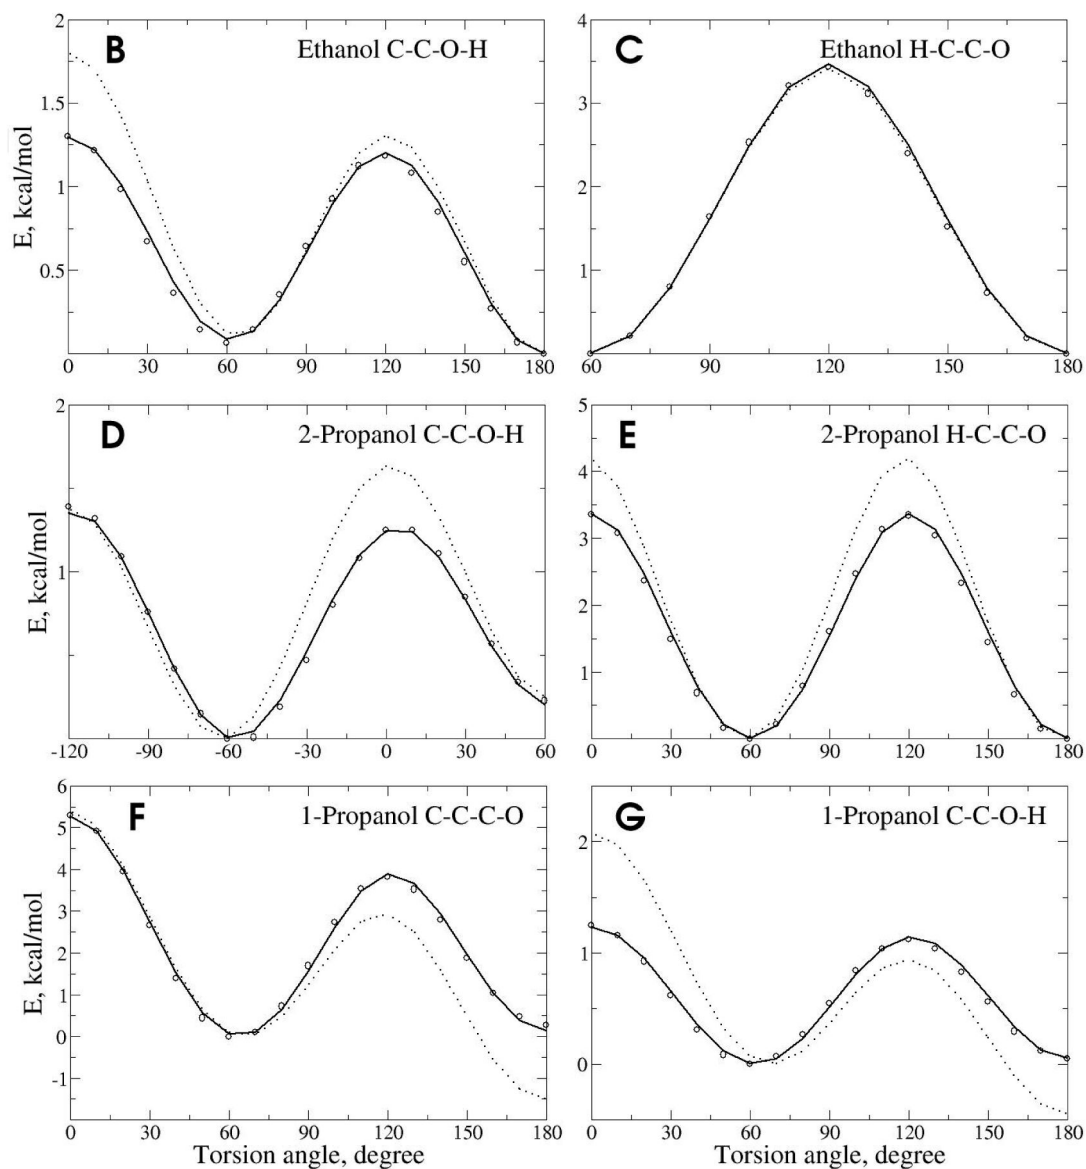 B Ethanol C-C-O-H
2
1.5
1
0.5
E, kcal/mol
0 30 60 90 120 150 180
C Ethanol H-C-C-O
4
3
2
1
0
60 90 120 150 180
D 2-Propanol C-C-O-H
2
1
E, kcal/mol
-120 -90 -60 -30 0 30 60
E 2-Propanol H-C-C-O
5
4
3
2
1
0
0 30 60 90 120 150 180
F 1-Propanol C-C-C-O
6
5
4
3
2
1
0
-1
E, kcal/mol
0 30 60 90 120 150 180
Torsion angle, degree
G 1-Propanol C-C-O-H
2
1
0
0 30 60 90 120 150 180
Torsion angle, degree